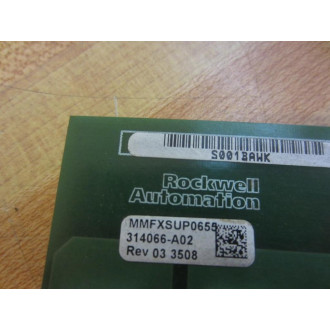 S001BAWK
Rockwell
Automation
MMFXSUP0655
314066-A02
Rev 03 3508